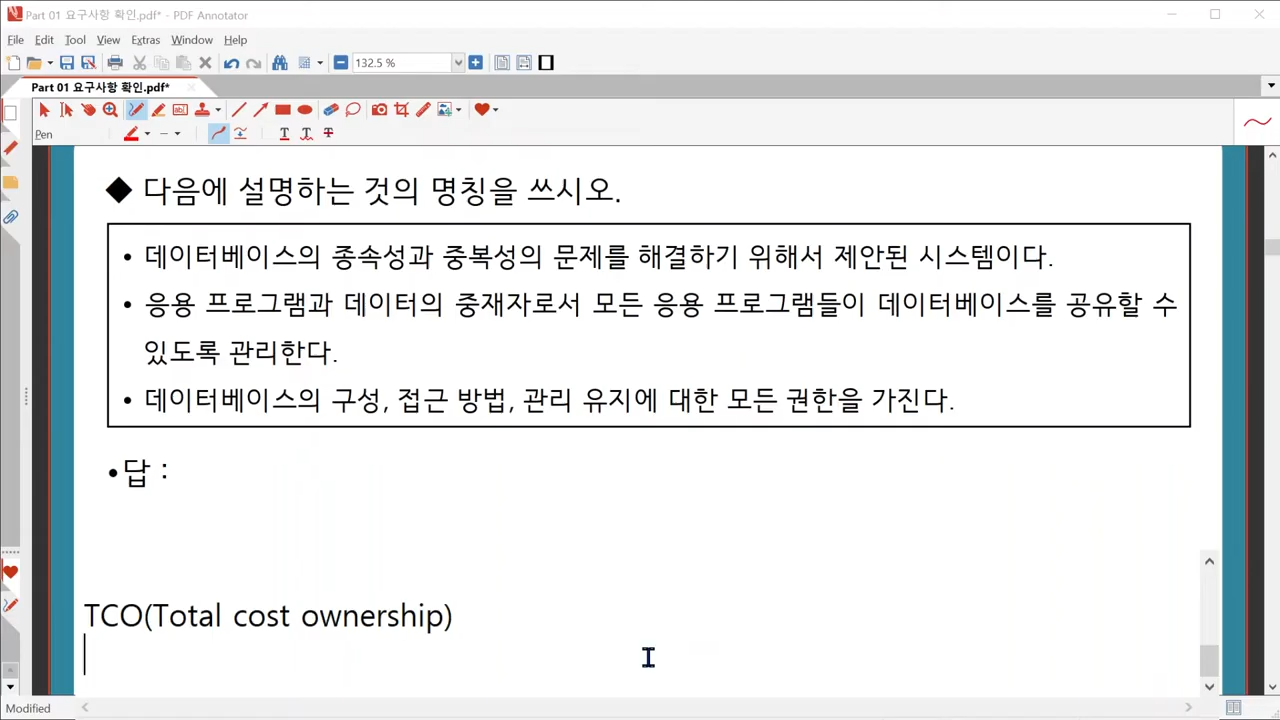 Part 01 요구사항 확인.pdf* - PDF Annotator
File Edit Tool View Extras Window Help
132.5 %
Part 01 요구사항 확인.pdf*
Pen
◆ 다음에 설명하는 것의 명칭을 쓰시오.
• 데이터베이스의 종속성과 중복성의 문제를 해결하기 위해서 제안된 시스템이다.
• 응용 프로그램과 데이터의 중재자로서 모든 응용 프로그램들이 데이터베이스를 공유할 수
있도록 관리한다.
• 데이터베이스의 구성, 접근 방법, 관리 유지에 대한 모든 권한을 가진다.
•답 :
TCO(Total cost ownership)
Modified